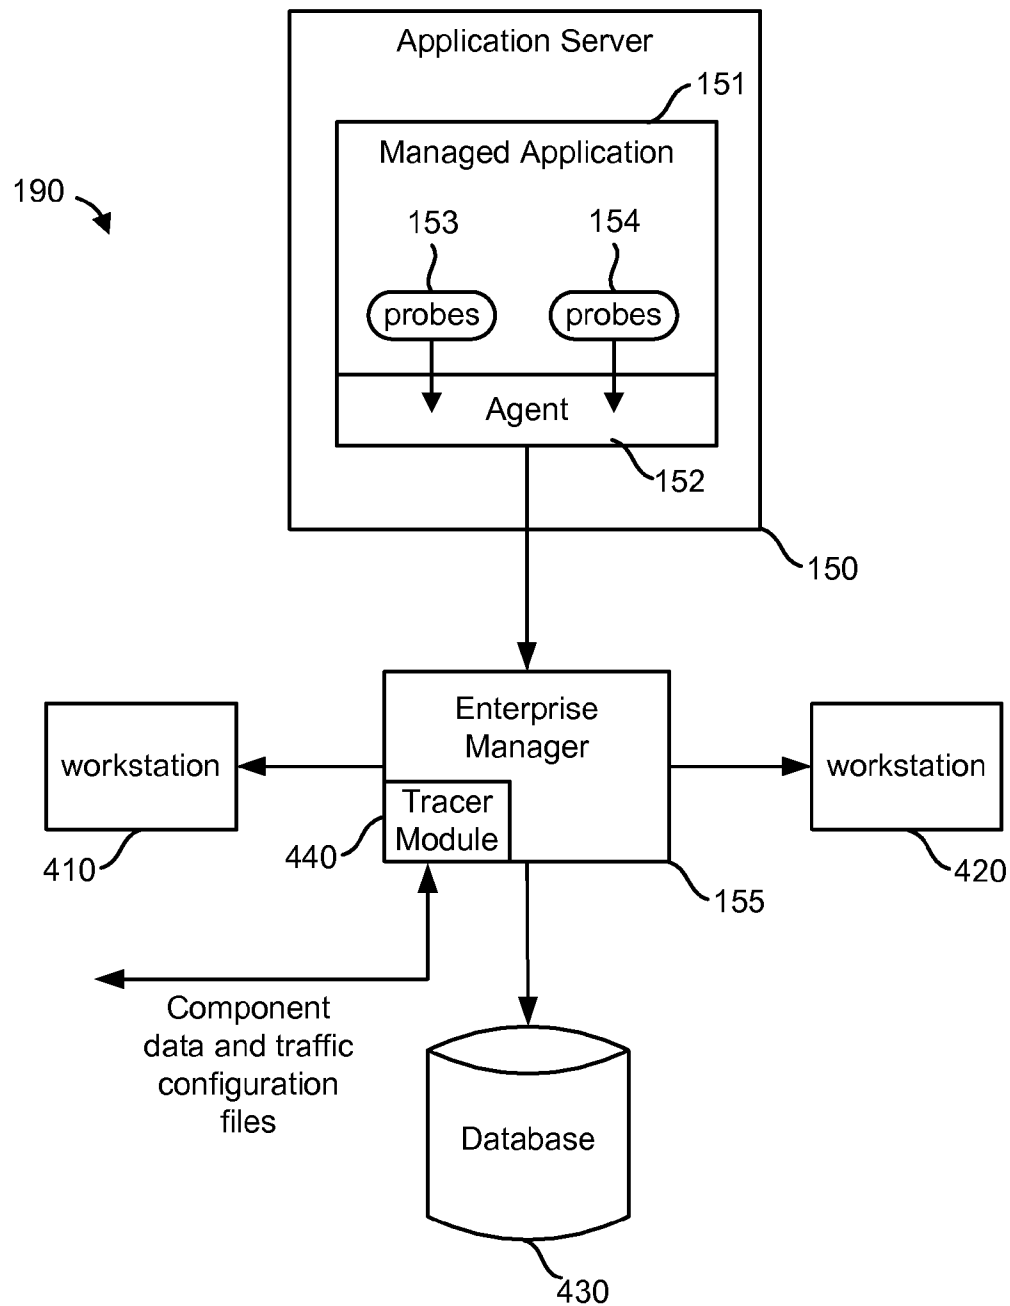 Application Server
151
Managed Application
190
153
154
probes
probes
Agent
152
150
Enterprise
Manager
workstation
workstation
Tracer
Module
440
410
420
155
Component
data and traffic
configuration
files
Database
430